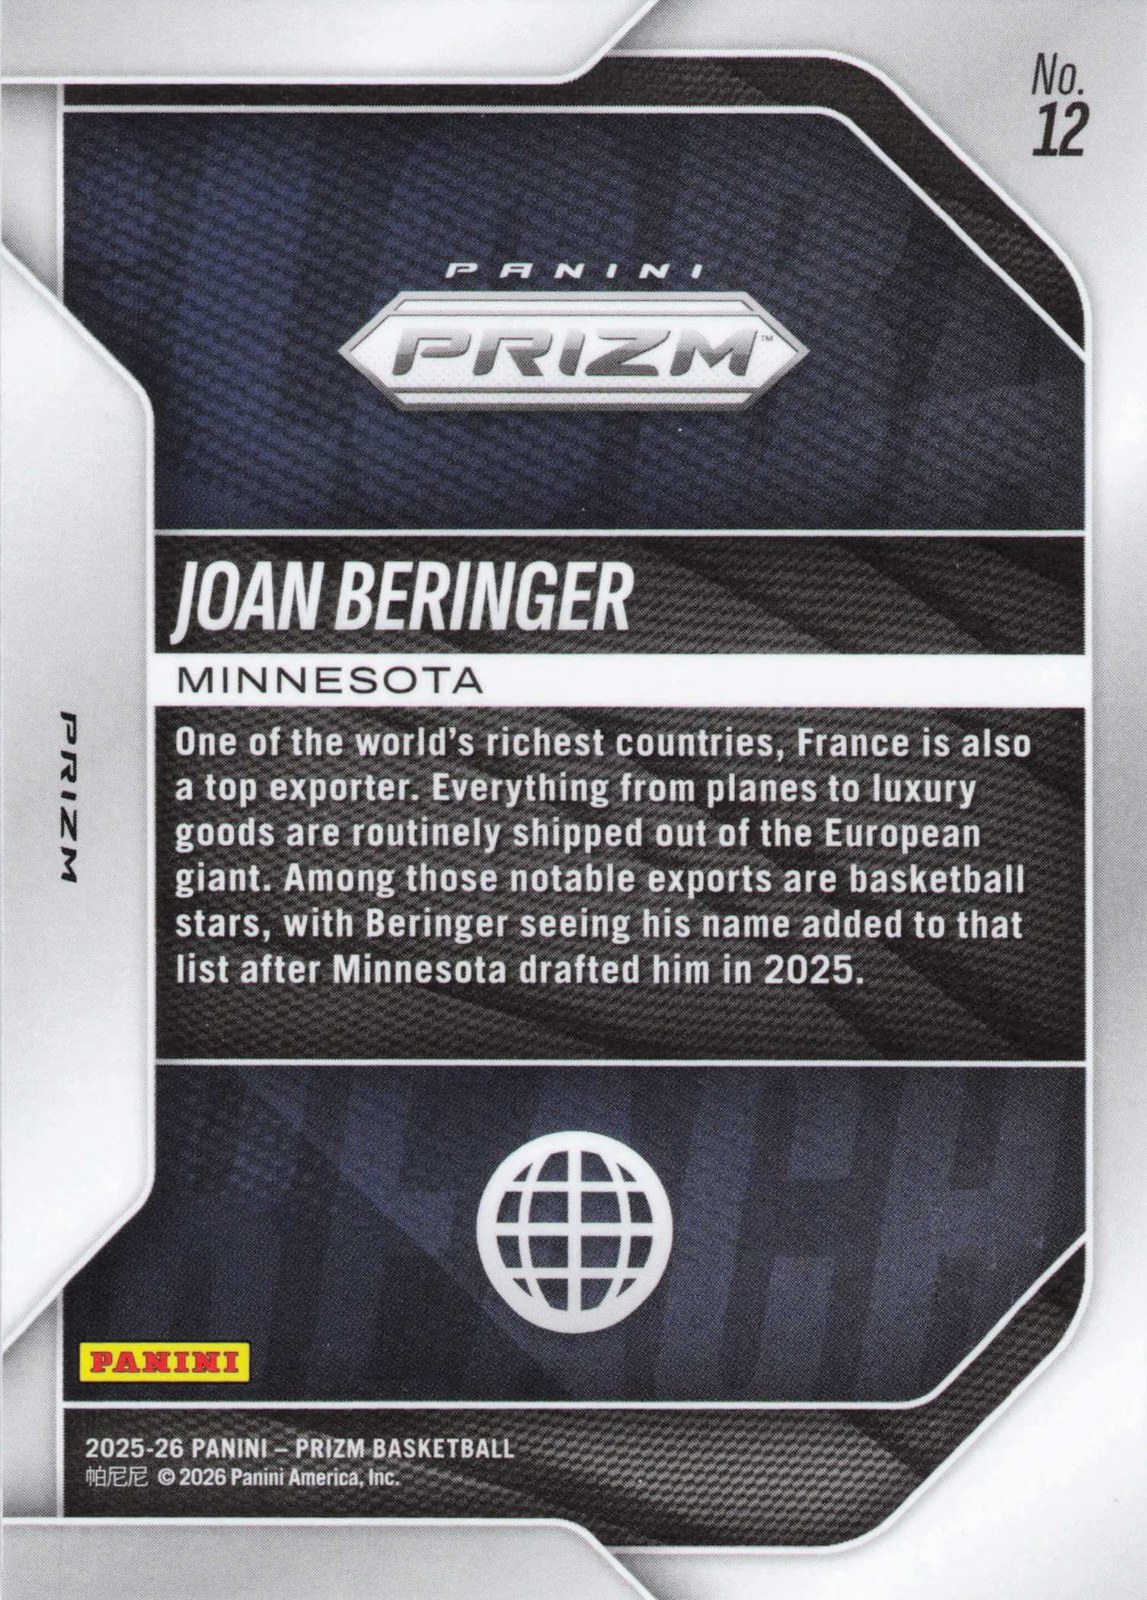 No.
12
PANINI
PRIZM™
JOAN BERINGER
MINNESOTA
One of the world's richest countries, France is also
a top exporter. Everything from planes to luxury
goods are routinely shipped out of the European
giant. Among those notable exports are basketball
stars, with Beringer seeing his name added to that
list after Minnesota drafted him in 2025.
PRIZM
PANINI
2025-26 PANINI – PRIZM BASKETBALL
帕尼尼 © 2026 Panini America, Inc.